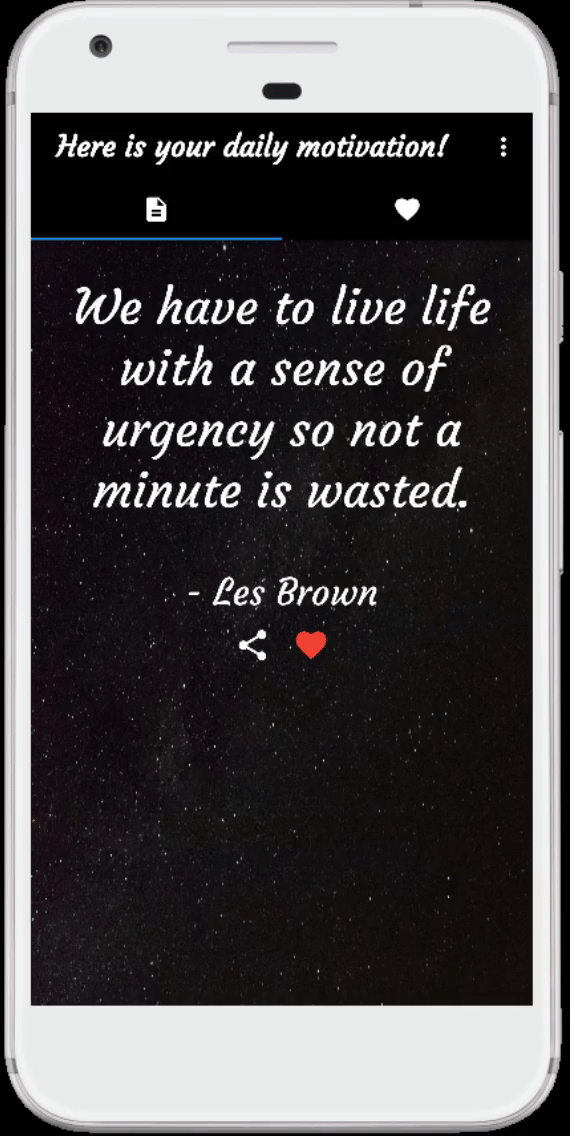 Here is your daily motivation!
We have to live life
with a sense of
urgency so not a
minute is wasted.
- Les Brown